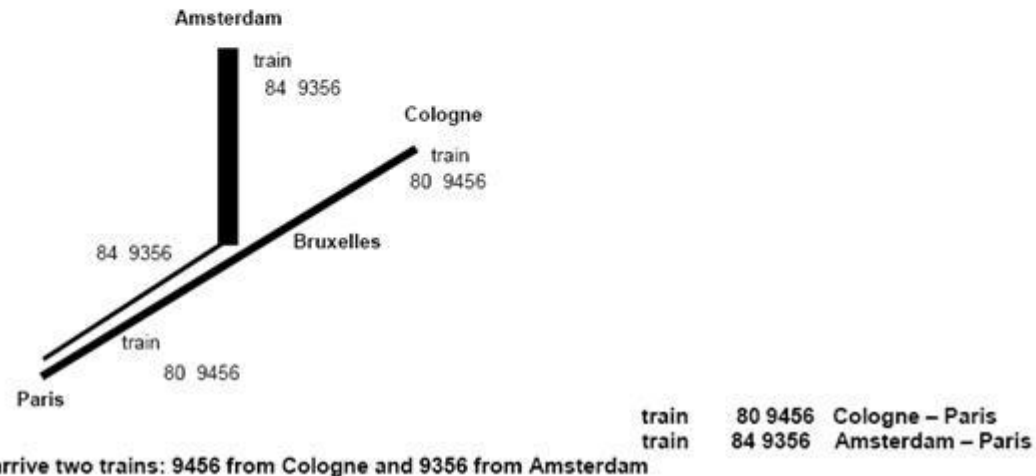 Amsterdam
train
84 9356
Cologne
train
80 9456
Bruxelles
84 9356
train
80 9456
Paris
train 80 9456 Cologne – Paris
train 84 9356 Amsterdam – Paris
two trains: 9456 from Cologne and 9356 from Amsterdam